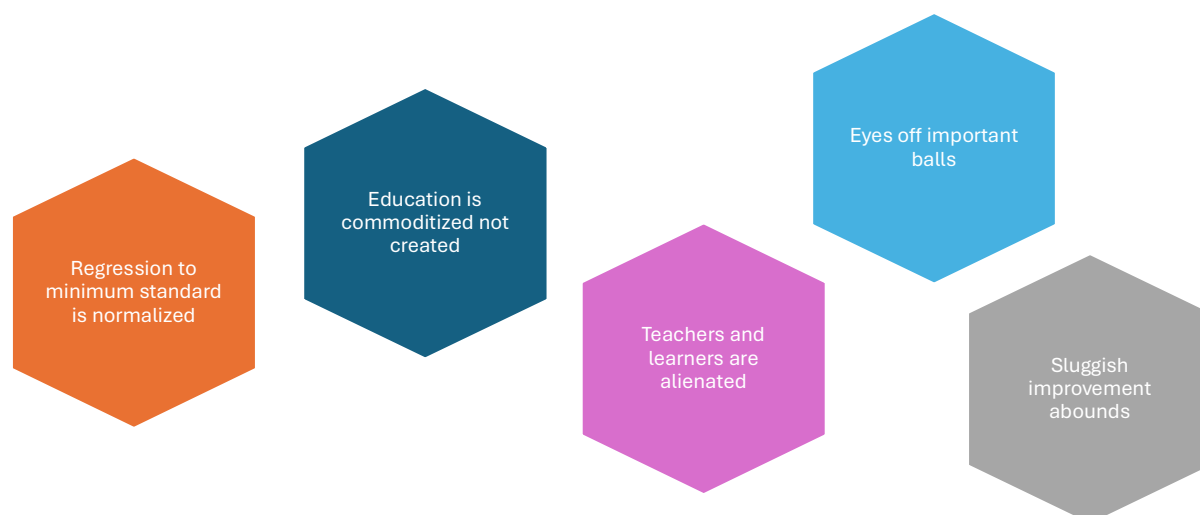 Regression to
minimum standard
is normalized
Education is
commoditized not
created
Teachers and
learners are
alienated
Eyes off important
balls
Sluggish
improvement
abounds